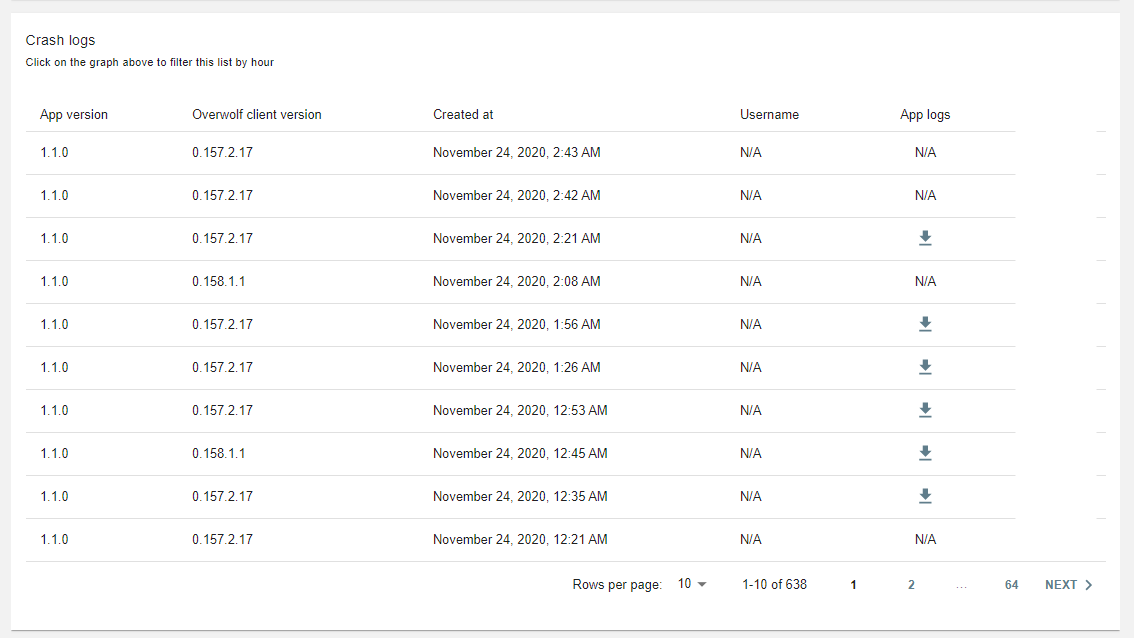 Crash logs
Click on the graph above to filter this list by hour
App version Overwolf client version Created at Username App logs
1.1.0 0.157.2.17 November 24, 2020, 2:43 AM N/A N/A
1.1.0 0.157.2.17 November 24, 2020, 2:42 AM N/A N/A
1.1.0 0.157.2.17 November 24, 2020, 2:21 AM N/A
1.1.0 0.158.1.1 November 24, 2020, 2:08 AM N/A N/A
1.1.0 0.157.2.17 November 24, 2020, 1:56 AM N/A
1.1.0 0.157.2.17 November 24, 2020, 1:26 AM N/A
1.1.0 0.157.2.17 November 24, 2020, 12:53 AM N/A
1.1.0 0.158.1.1 November 24, 2020, 12:45 AM N/A
1.1.0 0.157.2.17 November 24, 2020, 12:35 AM N/A
1.1.0 0.157.2.17 November 24, 2020, 12:21 AM N/A N/A
Rows per page: 10 1-10 of 638 1 2 ... 64 NEXT